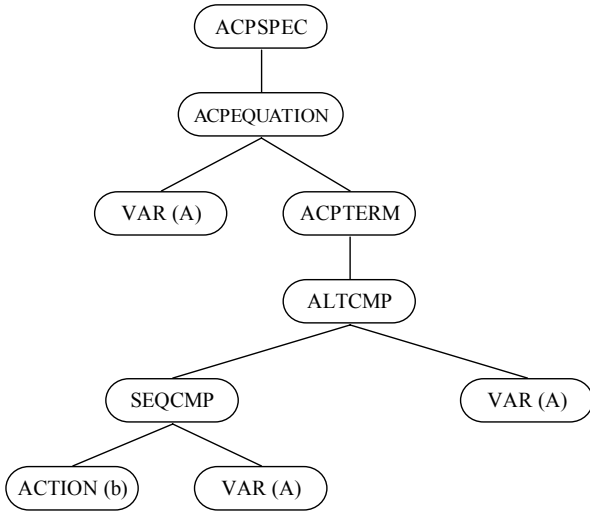 ACPSPEC
ACPEQUATION
VAR (A)
ACPTERM
ALTCMP
SEQCMP
VAR (A)
ACTION (b)
VAR (A)